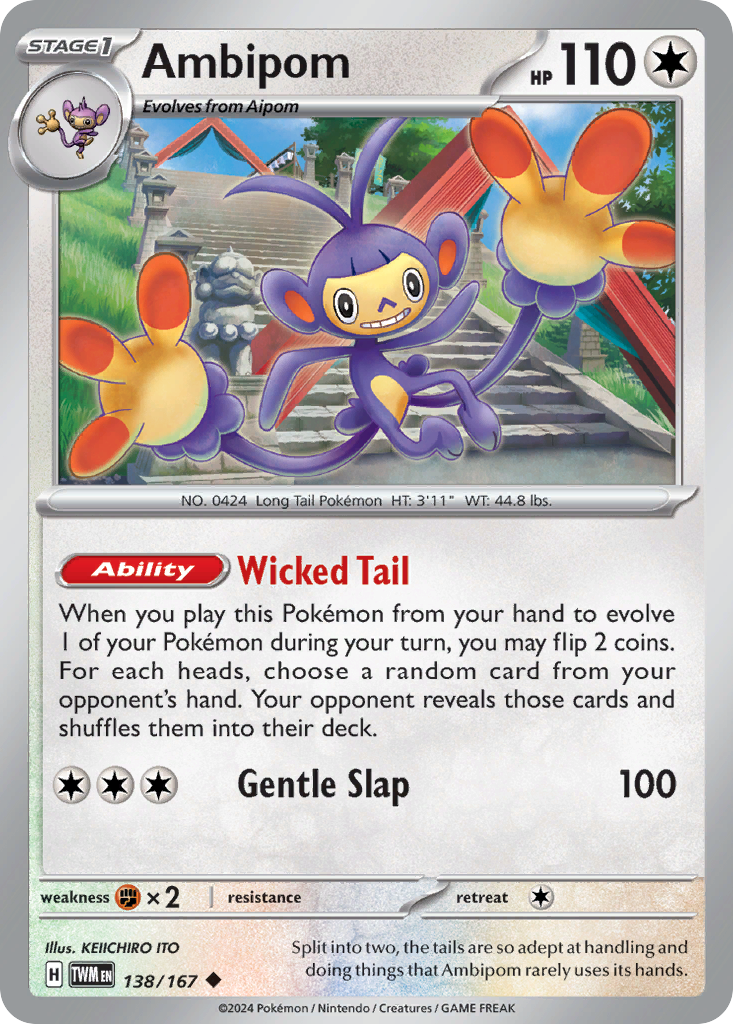 STAGE1
Ambipom
HP 110
Evolves from Aipom
NO. 0424 Long Tail Pokémon HT: 3'11" WT: 44.8 lbs.
Ability Wicked Tail
When you play this Pokémon from your hand to evolve
1 of your Pokémon during your turn, you may flip 2 coins.
For each heads, choose a random card from your
opponent's hand. Your opponent reveals those cards and
shuffles them into their deck.
Gentle Slap 100
weakness ×2 resistance retreat
Illus. KEIICHIRO ITO
Split into two, the tails are so adept at handling and
doing things that Ambipom rarely uses its hands.
H TWM EN 138/167
©2024 Pokémon / Nintendo / Creatures / GAME FREAK